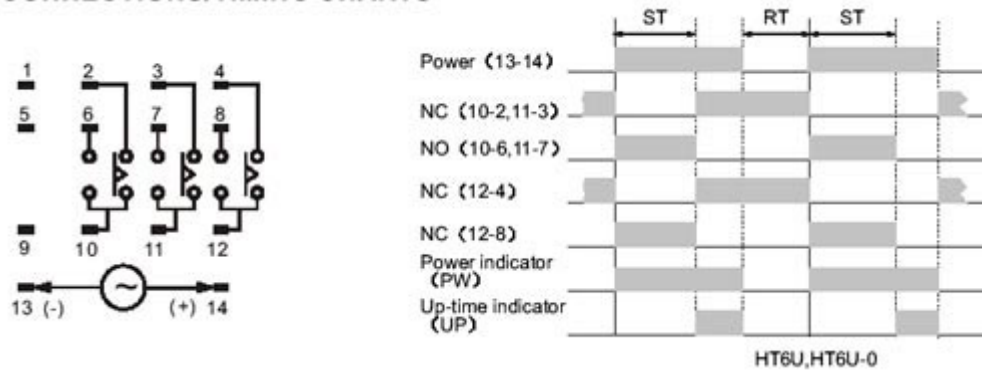 1 2 3 4
5 6 7 8
9 10 11 12
13 (-) ~ (+) 14
ST RT ST
Power (13-14)
NC (10-2,11-3)
NO (10-6,11-7)
NC (12-4)
NC (12-8)
Power indicator
(PW)
Up-time indicator
(UP)
HT6U,HT6U-0